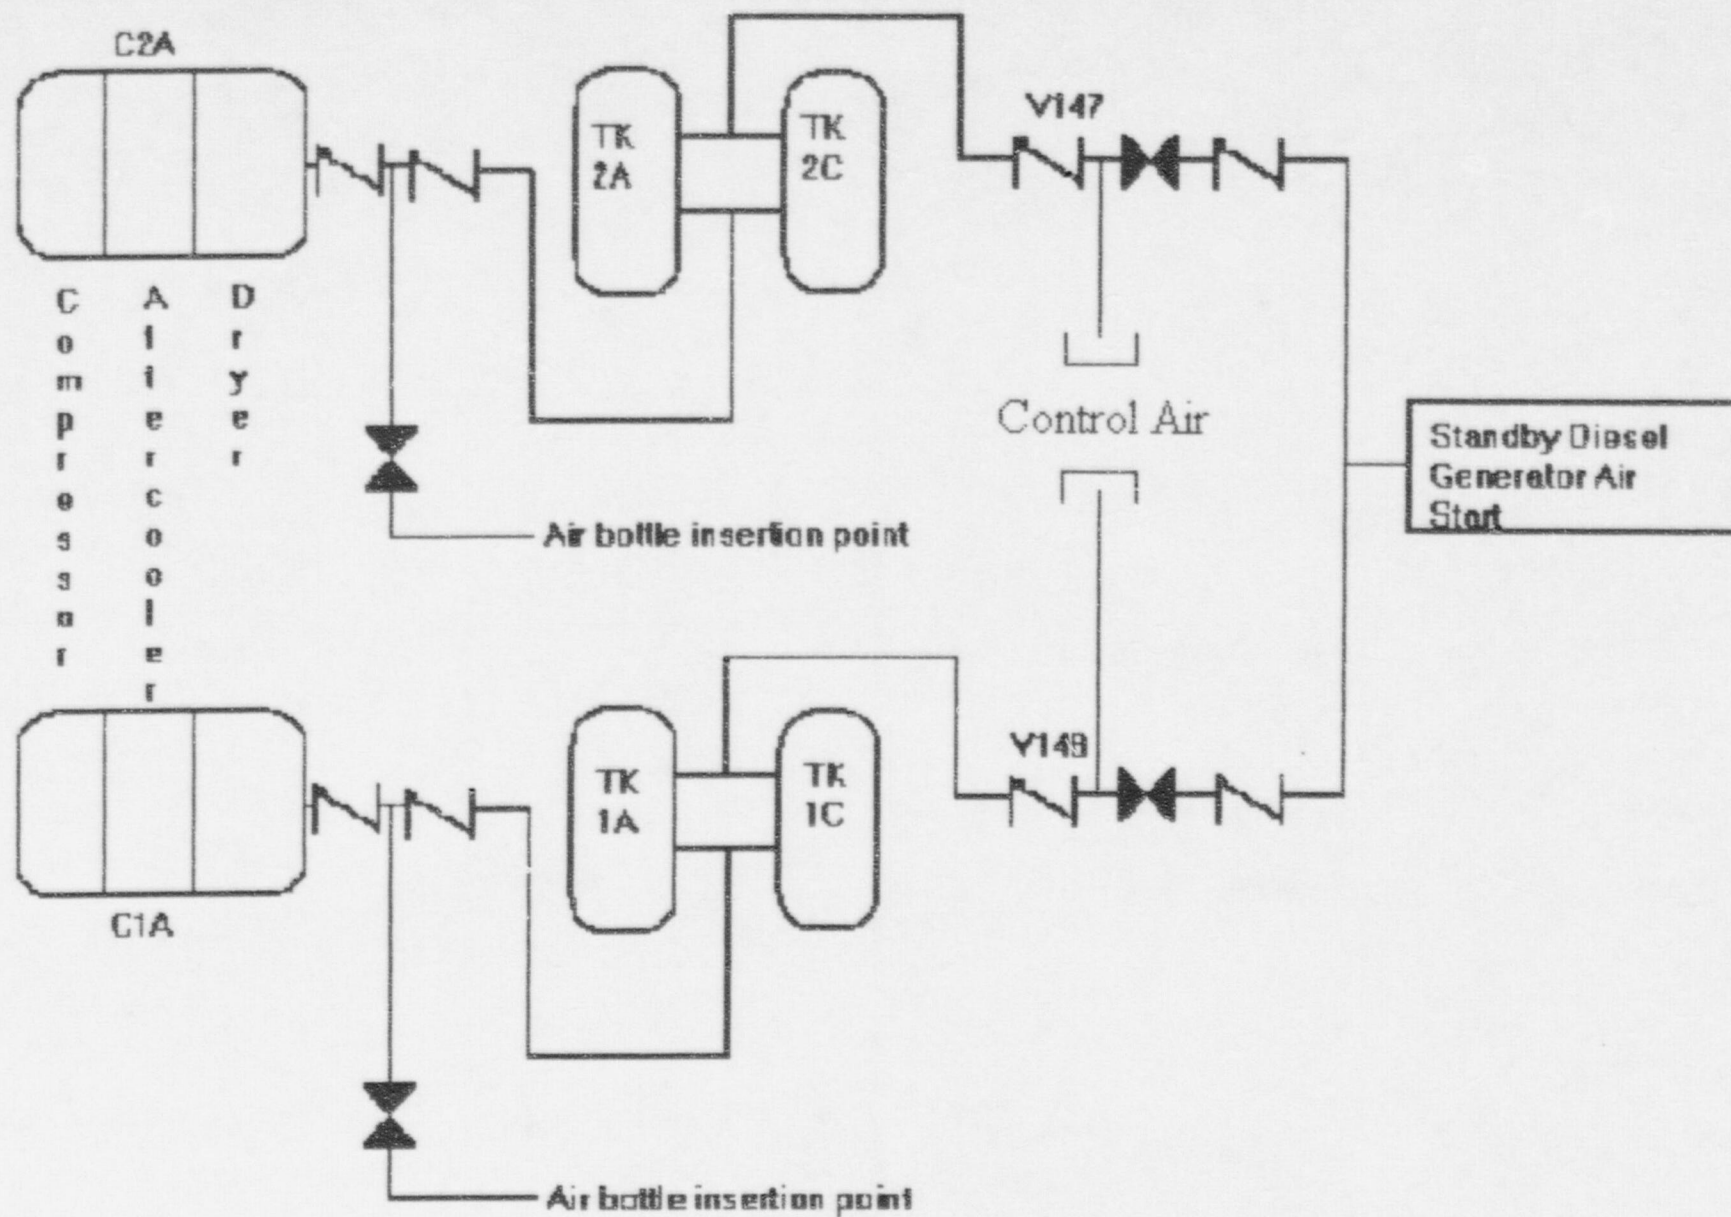 C2A
TK
2A
TK
2C
V147
Compressor
Aftercooler
Dryer
Control Air
Standby Diesel
Generator Air
Start
Air bottle insertion point
TK
1A
TK
1C
V149
C1A
Air bottle insertion point